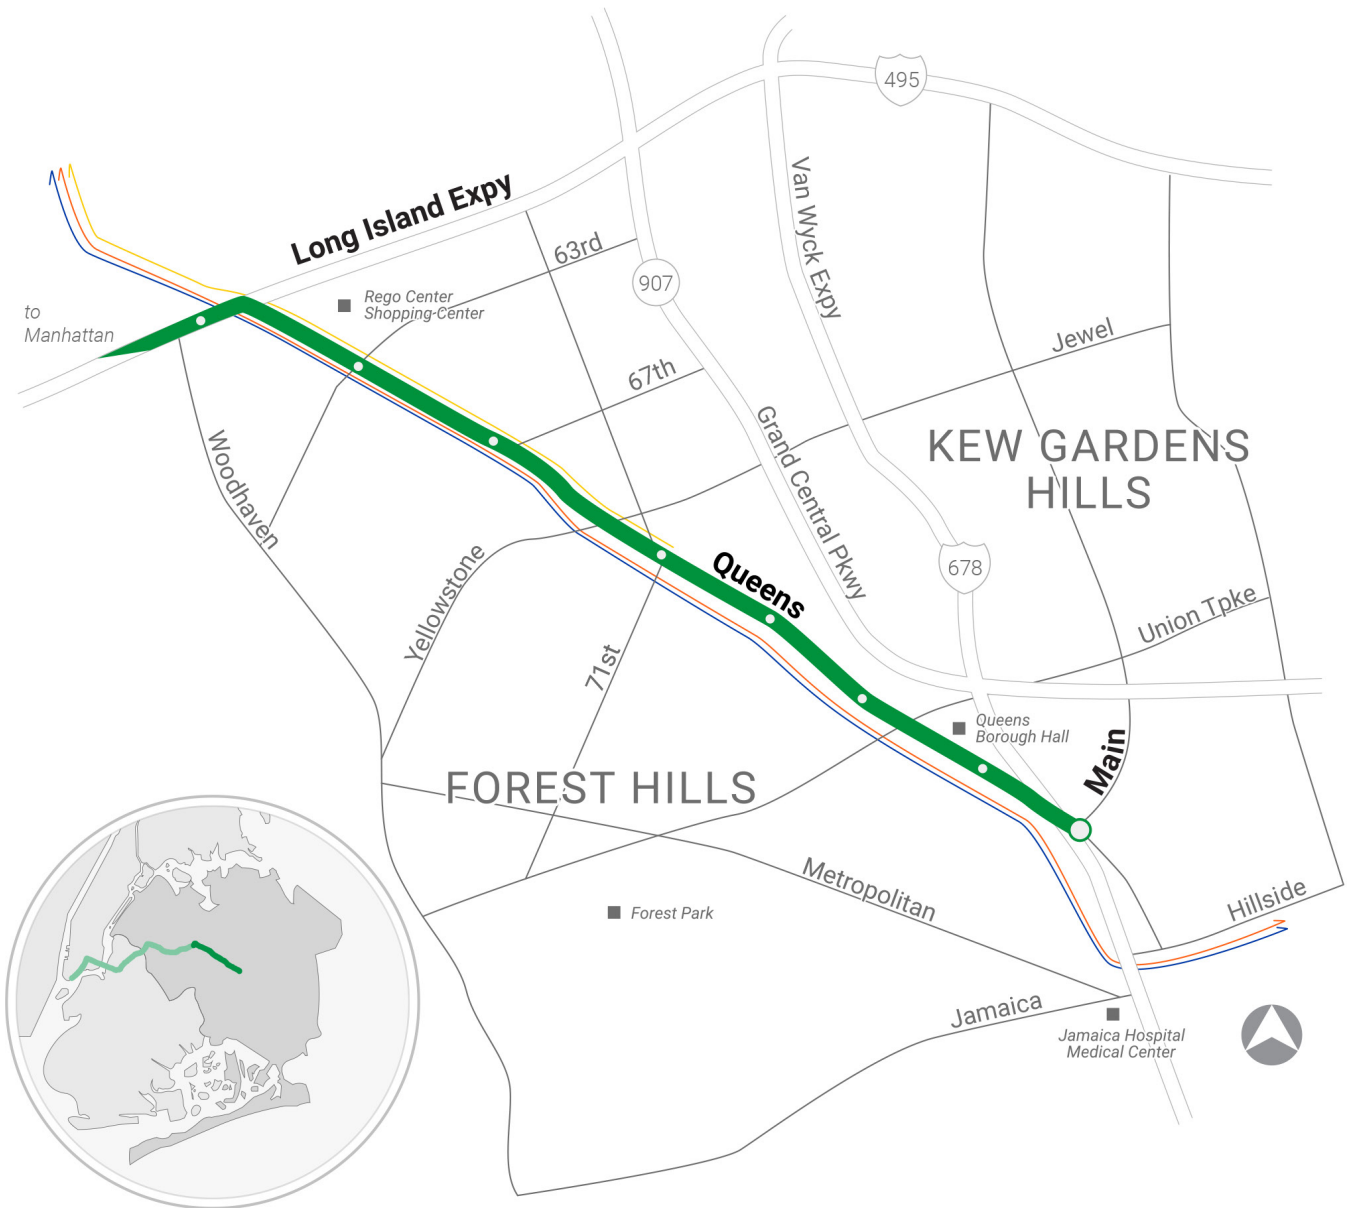 495
Van Wyck Expy
Long Island Expy
63rd
907
Rego Center
Shopping Center
to
Manhattan
Jewel
67th
Grand Central Pkwy
KEW GARDENS
HILLS
Woodhaven
Yellowstone
Queens
678
Union Tpke
71st
Queens
Borough Hall
Main
FOREST HILLS
Metropolitan
Hillside
Forest Park
Jamaica
Jamaica Hospital
Medical Center